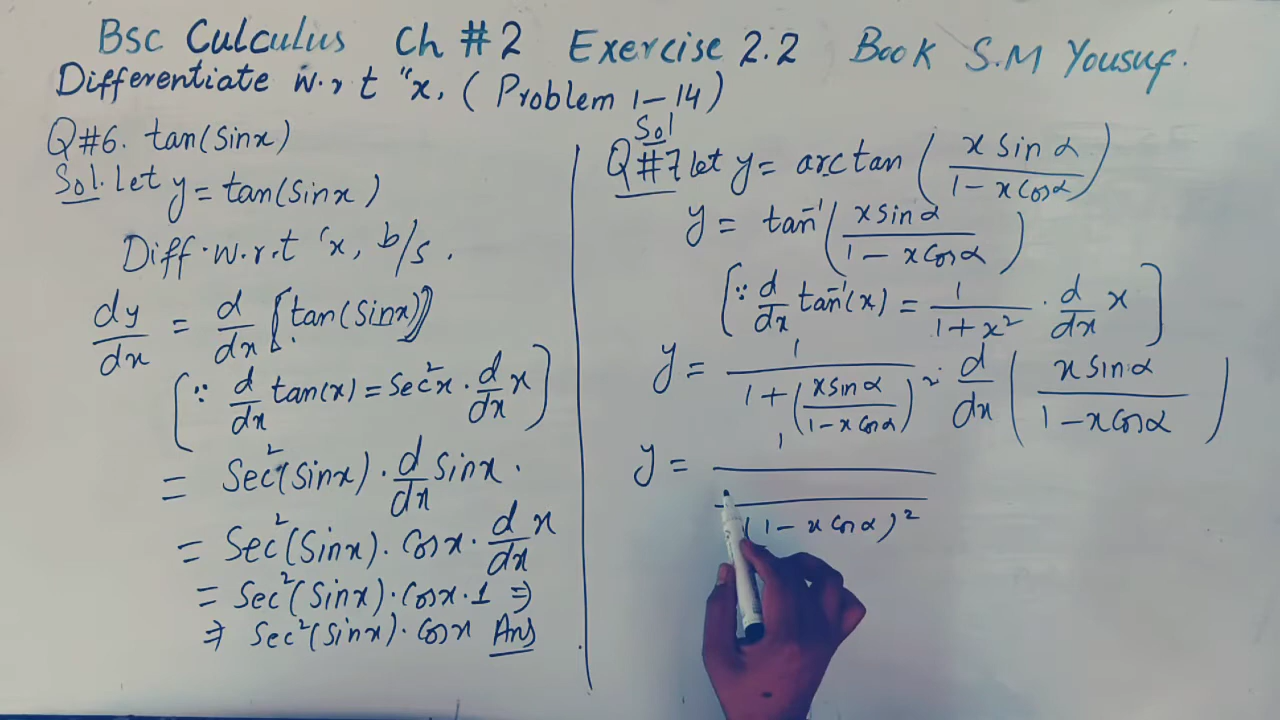 Bsc Culculus Ch # 2 Exercise 2.2 Book S.M Yousuf.
Differentiate w.r t "x, ( Problem 1-14 )
Q#6. tan(Sinx)
Sol. Let y = tan(Sinx)
Diff. w.r.t 'x, b/s.
dy/dx = d/dx [tan(Sinx)]
(∵ d/dx tan(x) = Sec²x · d/dx x)
= Sec²(Sinx) · d/dx Sinx.
= Sec²(Sinx). Cosx · d/dx x
= Sec²(Sinx). Cosx · 1 ⇒
⇒ Sec²(Sinx). Cosx Ans
Sol
Q#7 let y = arctan (x Sin α / 1 - x Cos α)
y = tan⁻¹ (x Sin α / 1 - x Cos α)
[∵ d/dx tan⁻¹(x) = 1/1+x² · d/dx x]
y = 1 / 1 + (x Sin α / 1 - x Cos α)² · d/dx (x Sin α / 1 - x Cos α)
y = 1 / (1 - x Cos α)²